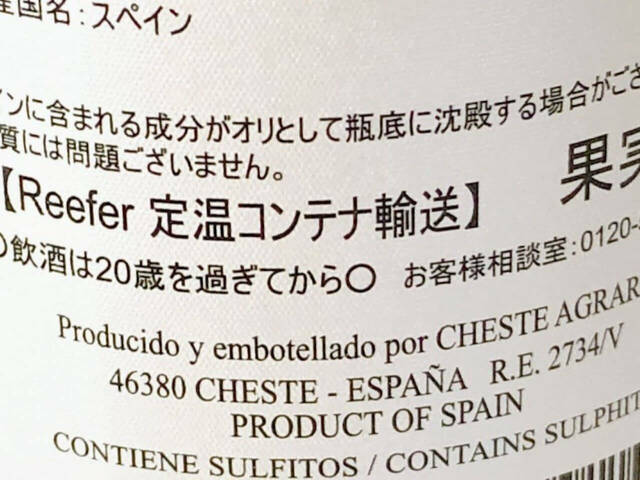 産国名：スペイン
インに含まれる成分がオリとして瓶底に沈殿する場合がござ
質には問題ございません。
【Reefer 定温コンテナ輸送】 果実
○飲酒は20歳を過ぎてから○ お客様相談室：0120-
Producido y embotellado por CHESTE AGRAR
46380 CHESTE - ESPAÑA R.E. 2734/V
PRODUCT OF SPAIN
CONTIENE SULFITOS / CONTAINS SULPHIT